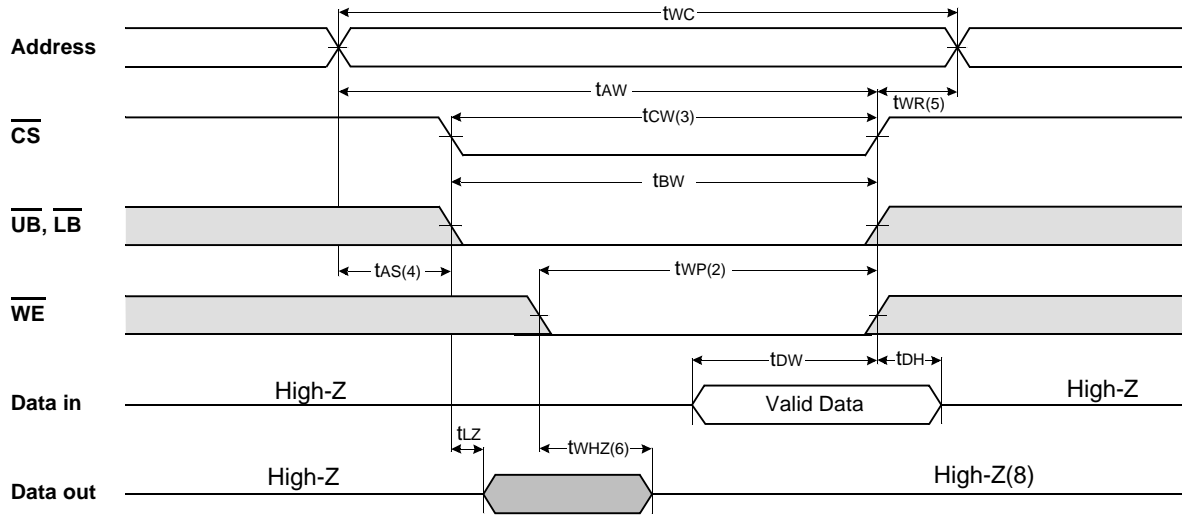 tWC
Address
tAW
tWR(5)
tCW(3)
CS
tBW
UB, LB
tAS(4)
tWP(2)
WE
tDW
tDH
High-Z
High-Z
Data in
Valid Data
tLZ
tWHZ(6)
High-Z
High-Z(8)
Data out